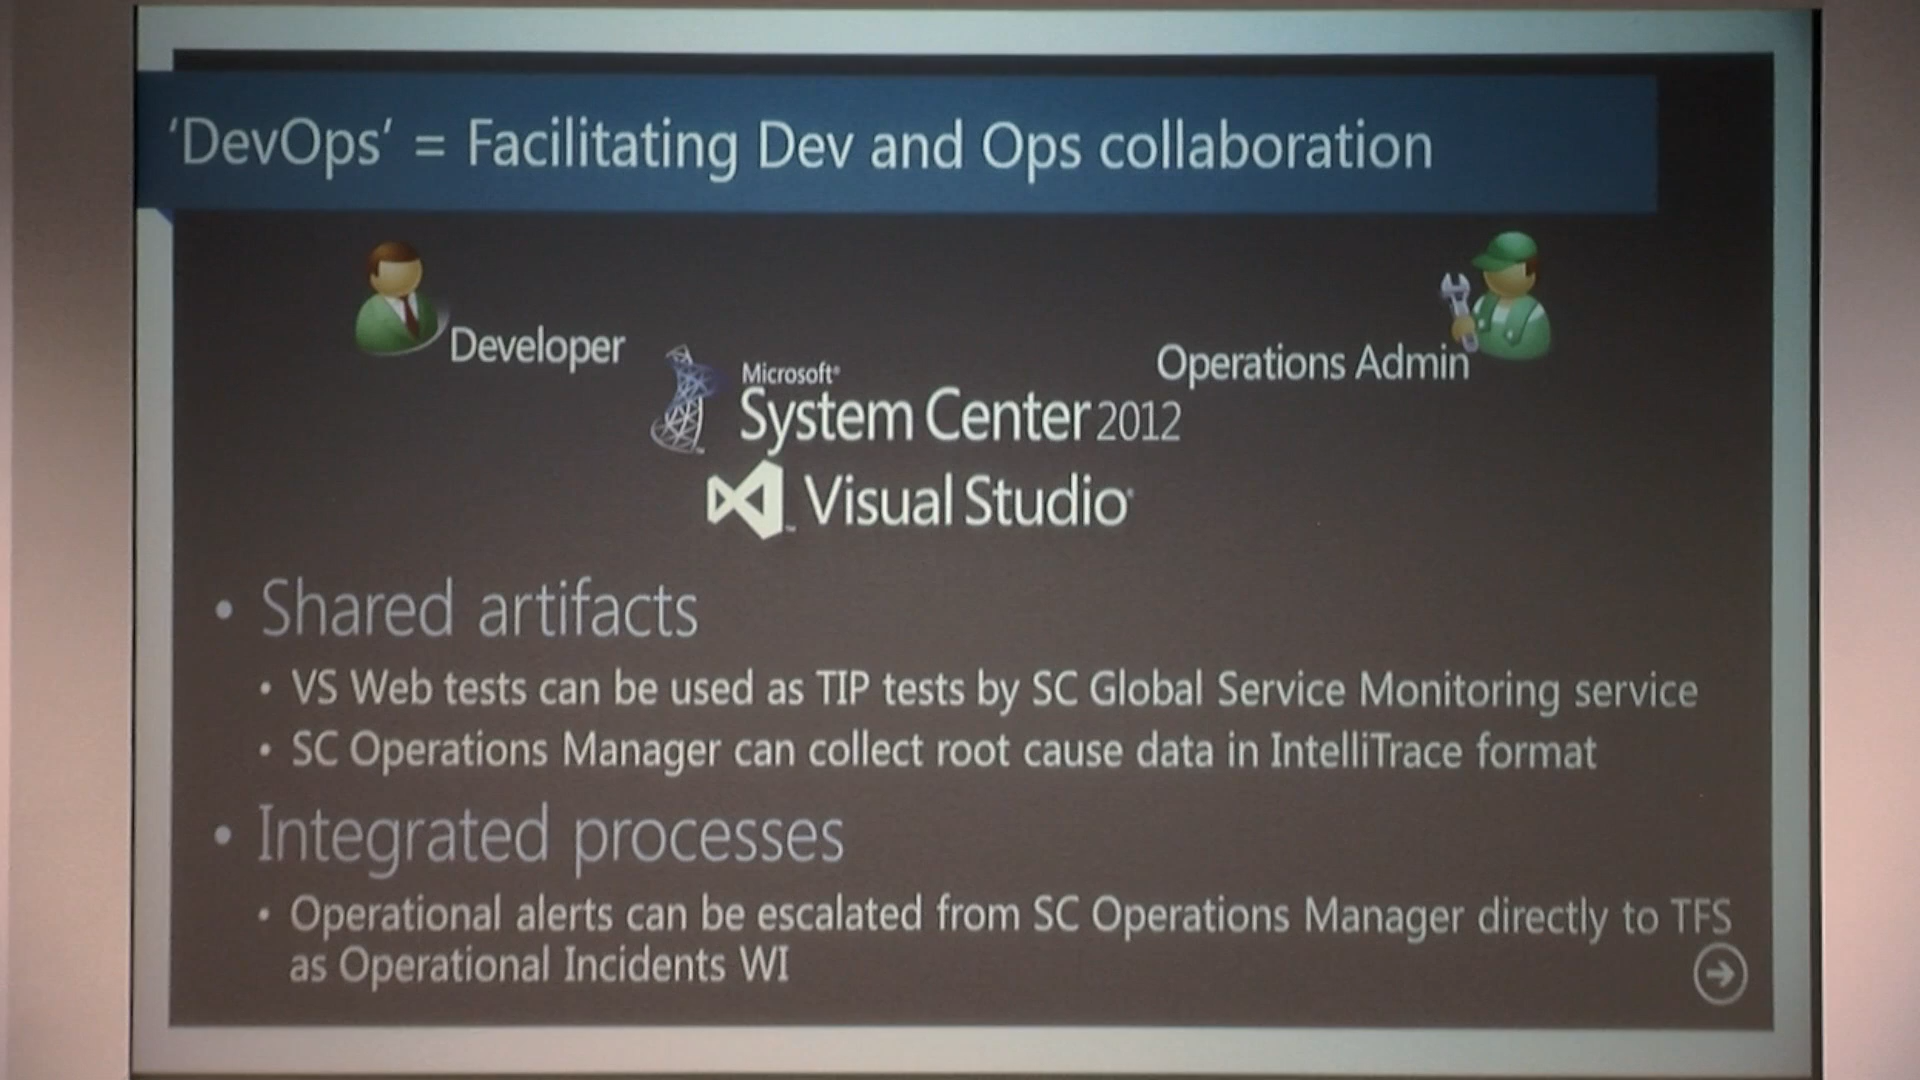 ‘DevOps’ = Facilitating Dev and Ops collaboration
Developer
Operations Admin
Microsoft®
System Center 2012
Visual Studio®
• Shared artifacts
• VS Web tests can be used as TIP tests by SC Global Service Monitoring service
• SC Operations Manager can collect root cause data in IntelliTrace format
• Integrated processes
• Operational alerts can be escalated from SC Operations Manager directly to TFS
as Operational Incidents WI